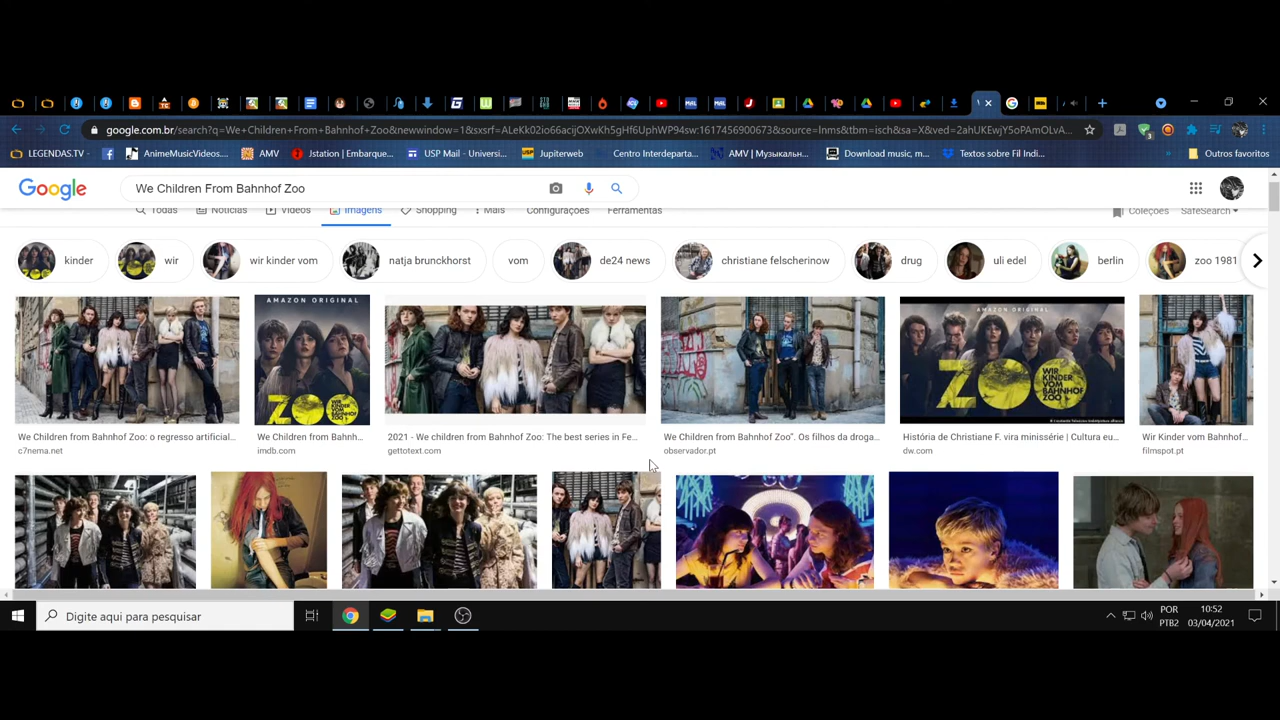 google.com.br/search?q=We+Children+From+Bahnhof+Zoo&newwindow=1&sxsrf=ALeKk02io66acijOXwKh5gHf6UphWP94sw:1617456900673&source=lnms&tbm=isch&sa=X&ved=2ahUKEwjY5oPAmOLvA...
LEGENDAS.TV
AnimeMusicVideos...
AMV
Jstation | Embarque...
USP Mail - Universi...
Jupiterweb
Centro Interdeparta...
AMV | Музыкальн...
Download music, m...
Textos sobre Fil Indi...
Outros favoritos
Google
We Children From Bahnhof Zoo
Todas
Notícias
Vídeos
Imagens
Shopping
Mais
Configurações
Ferramentas
Coleções
SafeSearch
kinder
wir
wir kinder vom
natja brunckhorst
vom
de24 news
christiane felscherinow
drug
uli edel
berlin
zoo 1981
AMAZON ORIGINAL
ZOO
AMAZON ORIGINAL
ZOO
WIR
KINDER
VOM
BAHNHOF
ZOO
We Children from Bahnhof Zoo: o regresso artificial...
c7nema.net
We Children from Bahnh...
imdb.com
2021 - We children from Bahnhof Zoo: The best series in Fe...
gettotext.com
We Children from Bahnhof Zoo". Os filhos da droga...
observador.pt
História de Christiane F. vira minissérie | Cultura eu...
dw.com
Wir Kinder vom Bahnhof...
filmspot.pt
Digite aqui para pesquisar
POR
PTB2
10:52
03/04/2021